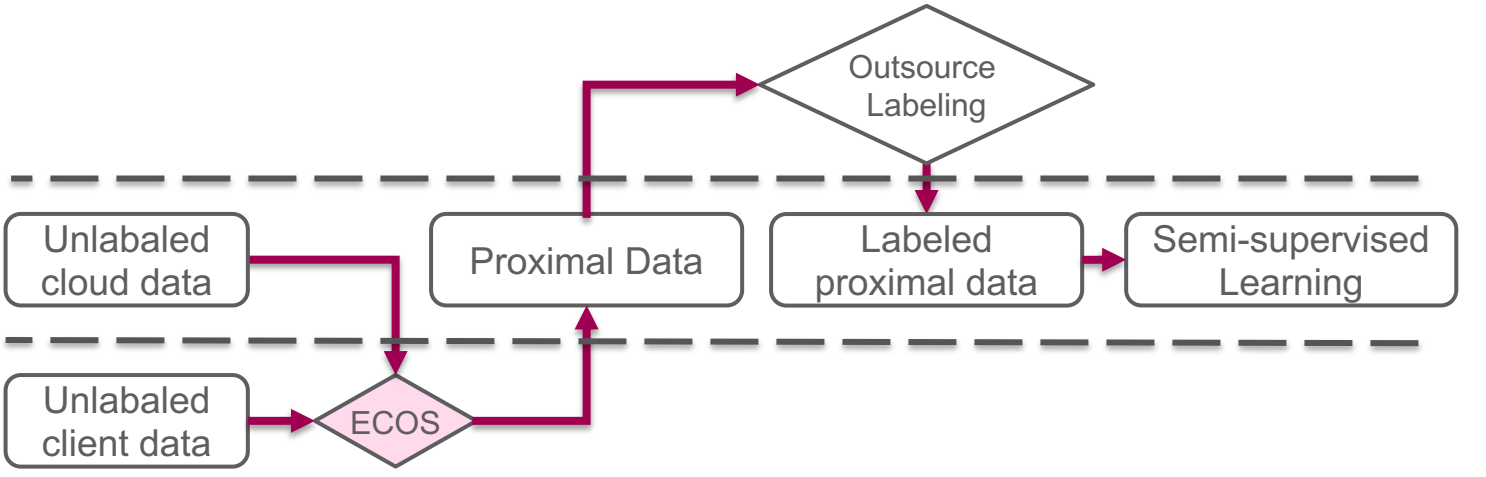 Outsource
Labeling
Unlabaled
cloud data
Proximal Data
Labeled
proximal data
Semi-supervised
Learning
Unlabaled
client data
ECOS